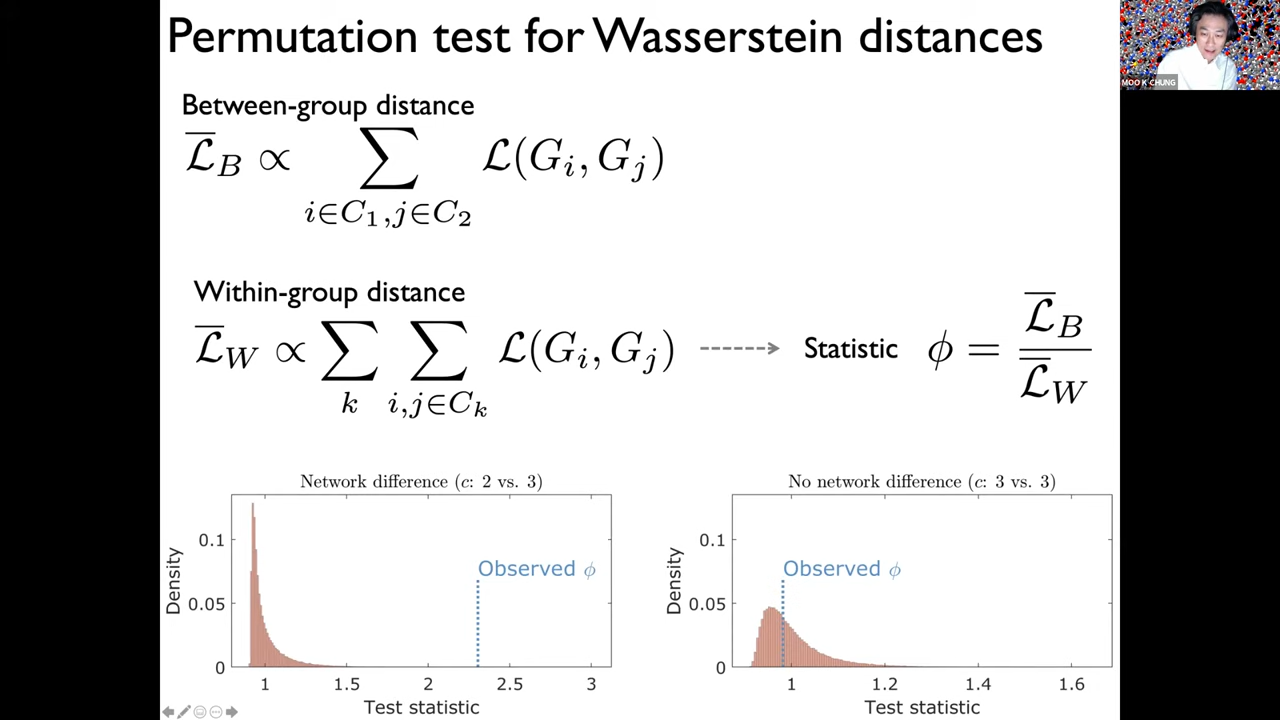 Permutation test for Wasserstein distances
MOO K CHUNG
Between-group distance
$\overline{\mathcal{L}}_B \propto \sum_{i \in C_1, j \in C_2} \mathcal{L}(G_i, G_j)$
Within-group distance
$\overline{\mathcal{L}}_W \propto \sum_k \sum_{i,j \in C_k} \mathcal{L}(G_i, G_j)$
Statistic $\phi = \frac{\overline{\mathcal{L}}_B}{\overline{\mathcal{L}}_W}$
Network difference (c: 2 vs. 3)
Density
0.1
0.05
0
Observed ϕ
1 1.5 2 2.5 3
Test statistic
No network difference (c: 3 vs. 3)
Density
0.1
0.05
0
Observed ϕ
1 1.2 1.4 1.6
Test statistic